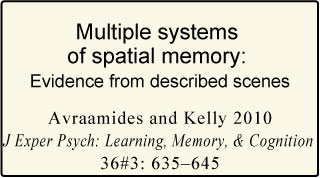 Multiple systems
of spatial memory:
Evidence from described scenes
Avraamides and Kelly 2010
J Exper Psych: Learning, Memory, & Cognition
36#3: 635–645